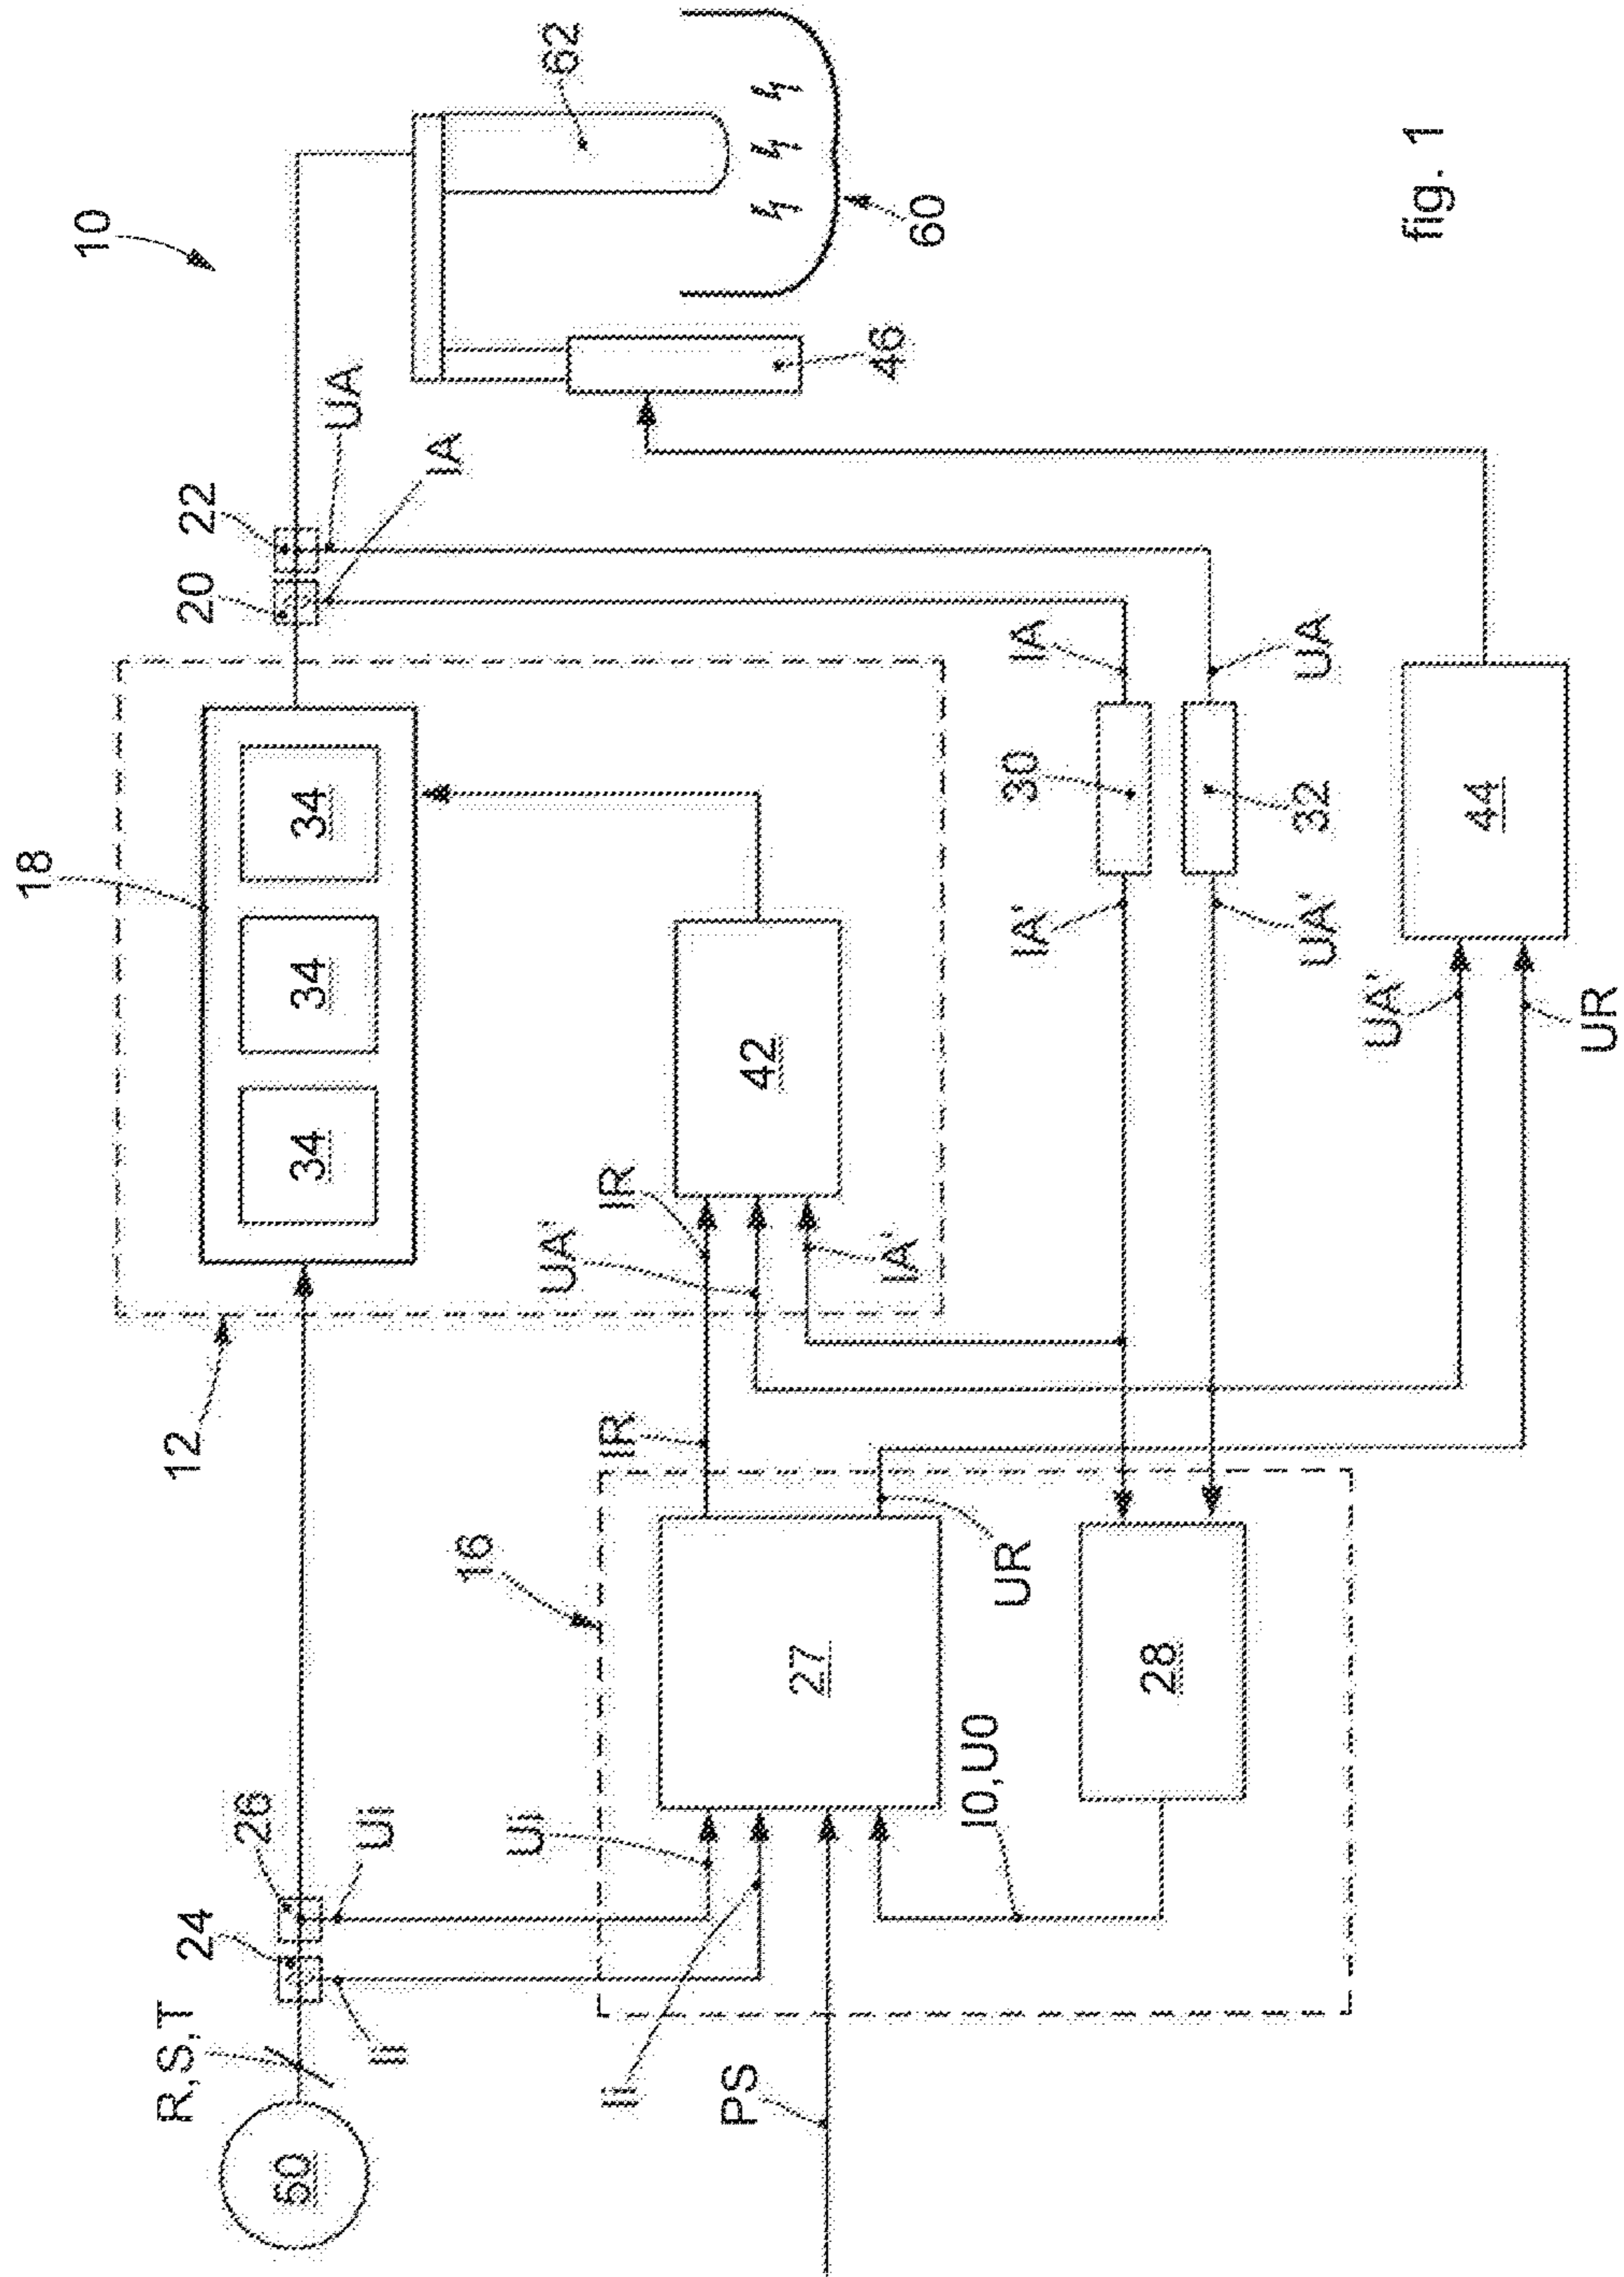 10
62
60
46
UA
IA
22
20
18
34
34
34
12
42
IR
UA'
IA'
IA
UA
30
32
IA'
UA'
44
UA'
UR
IR
16
27
UR
28
I0,U0
26
24
Ui
Ii
Ui
Ii
R,S,T
50
PS
fig. 1